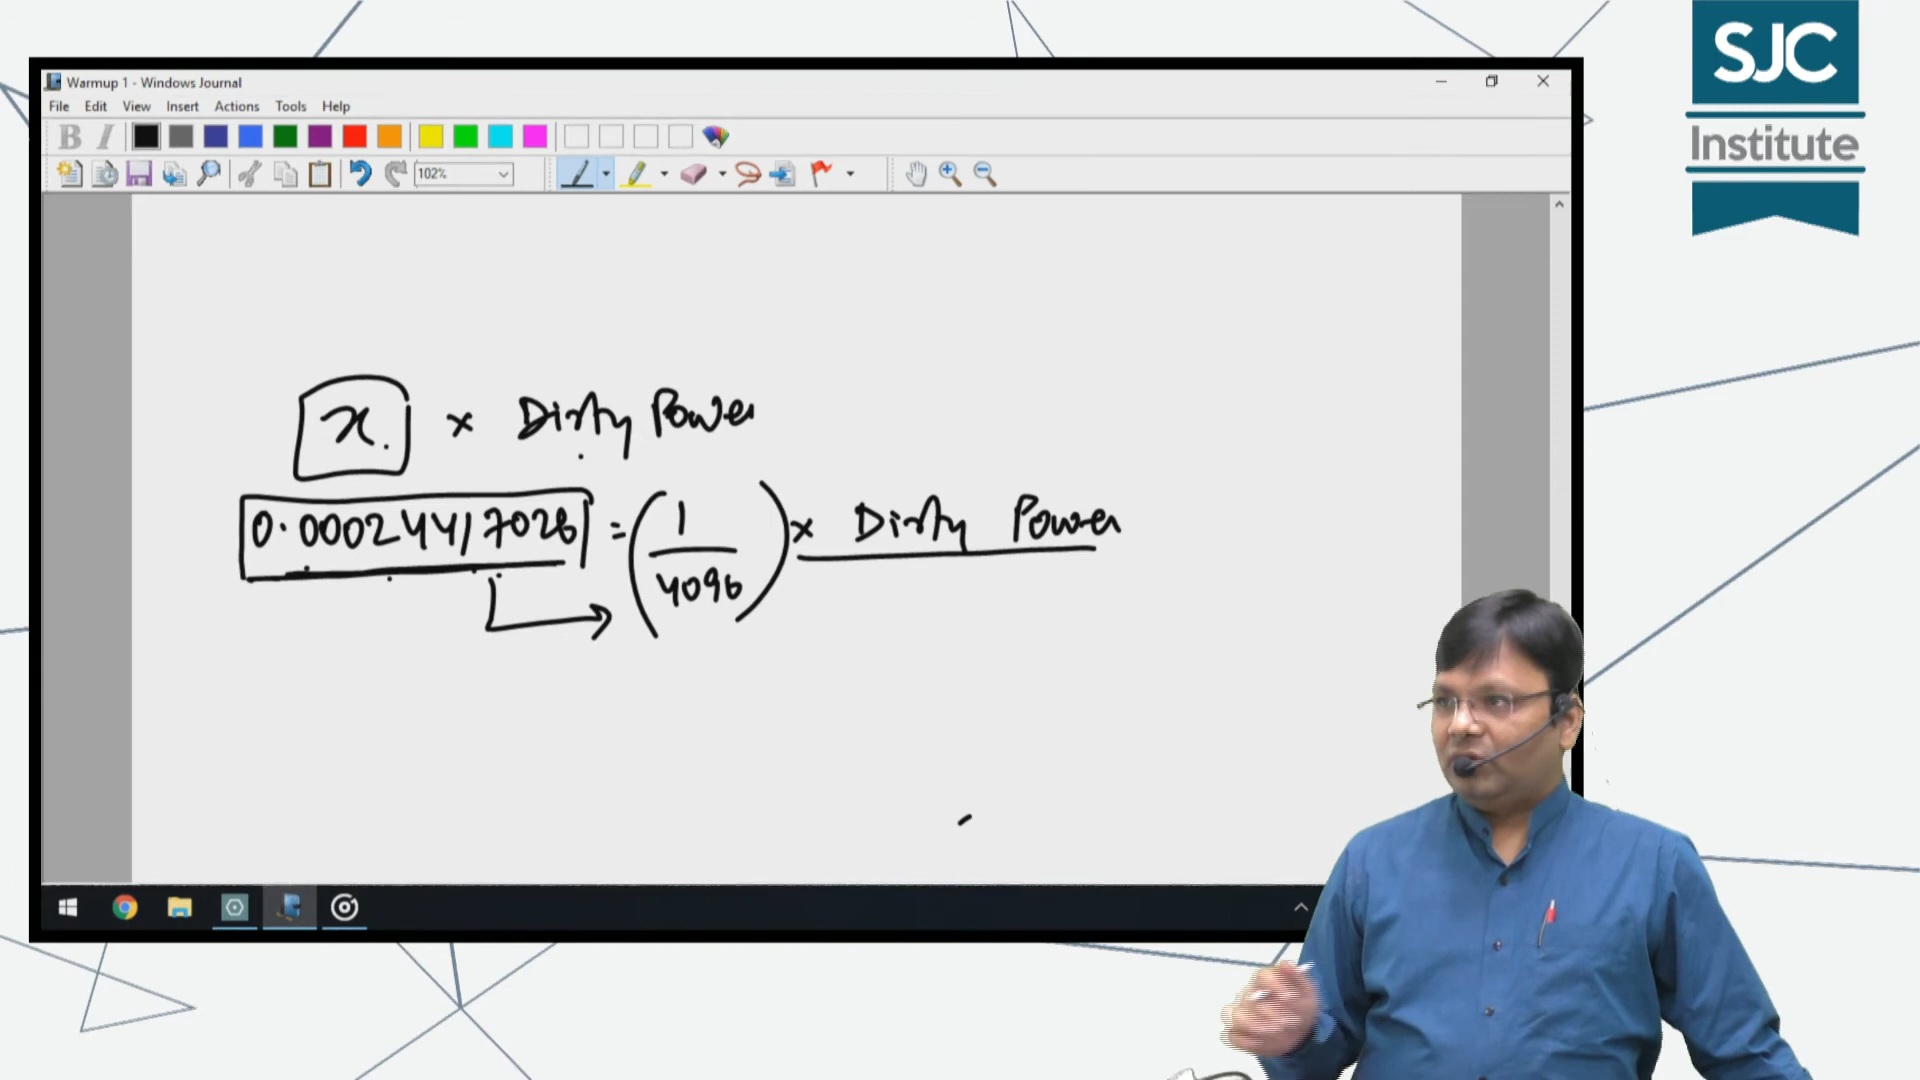 SJC
Institute
Warmup 1 - Windows Journal
File Edit View Insert Actions Tools Help
B I
102%
x × Dirty Power
0.000244417028 = (1/4096) × Dirty Power